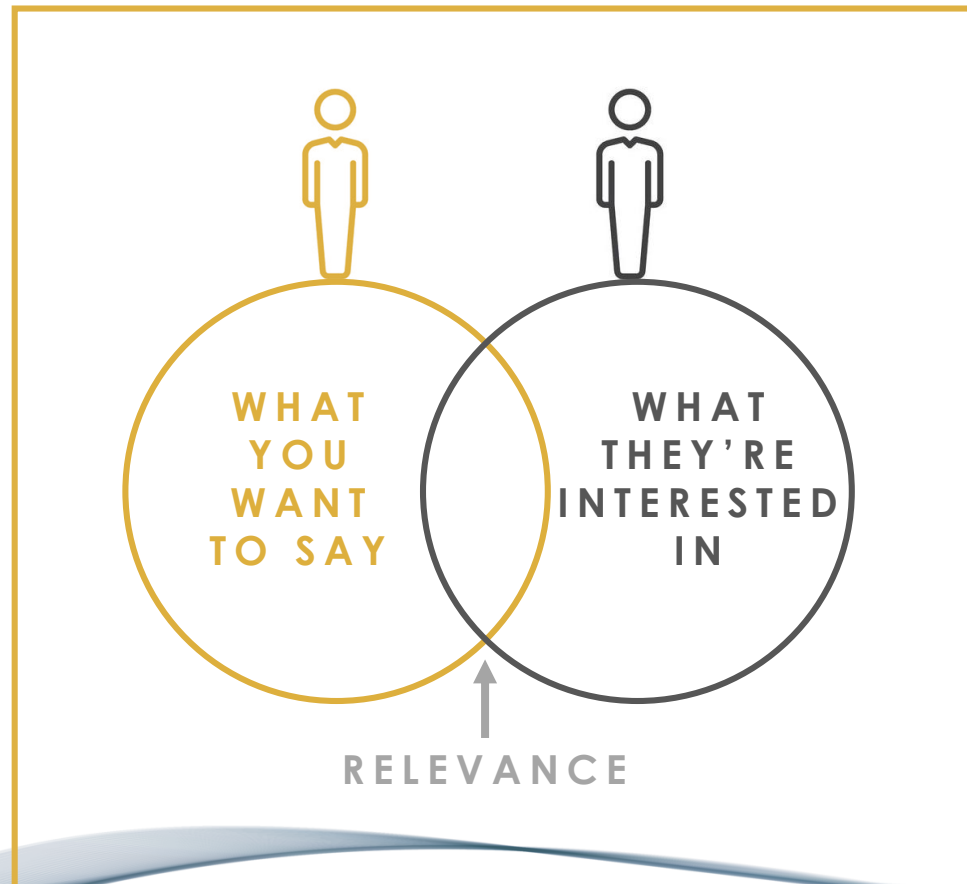 WHAT
YOU
WANT
TO SAY
WHAT
THEY’RE
INTERESTED
IN
RELEVANCE